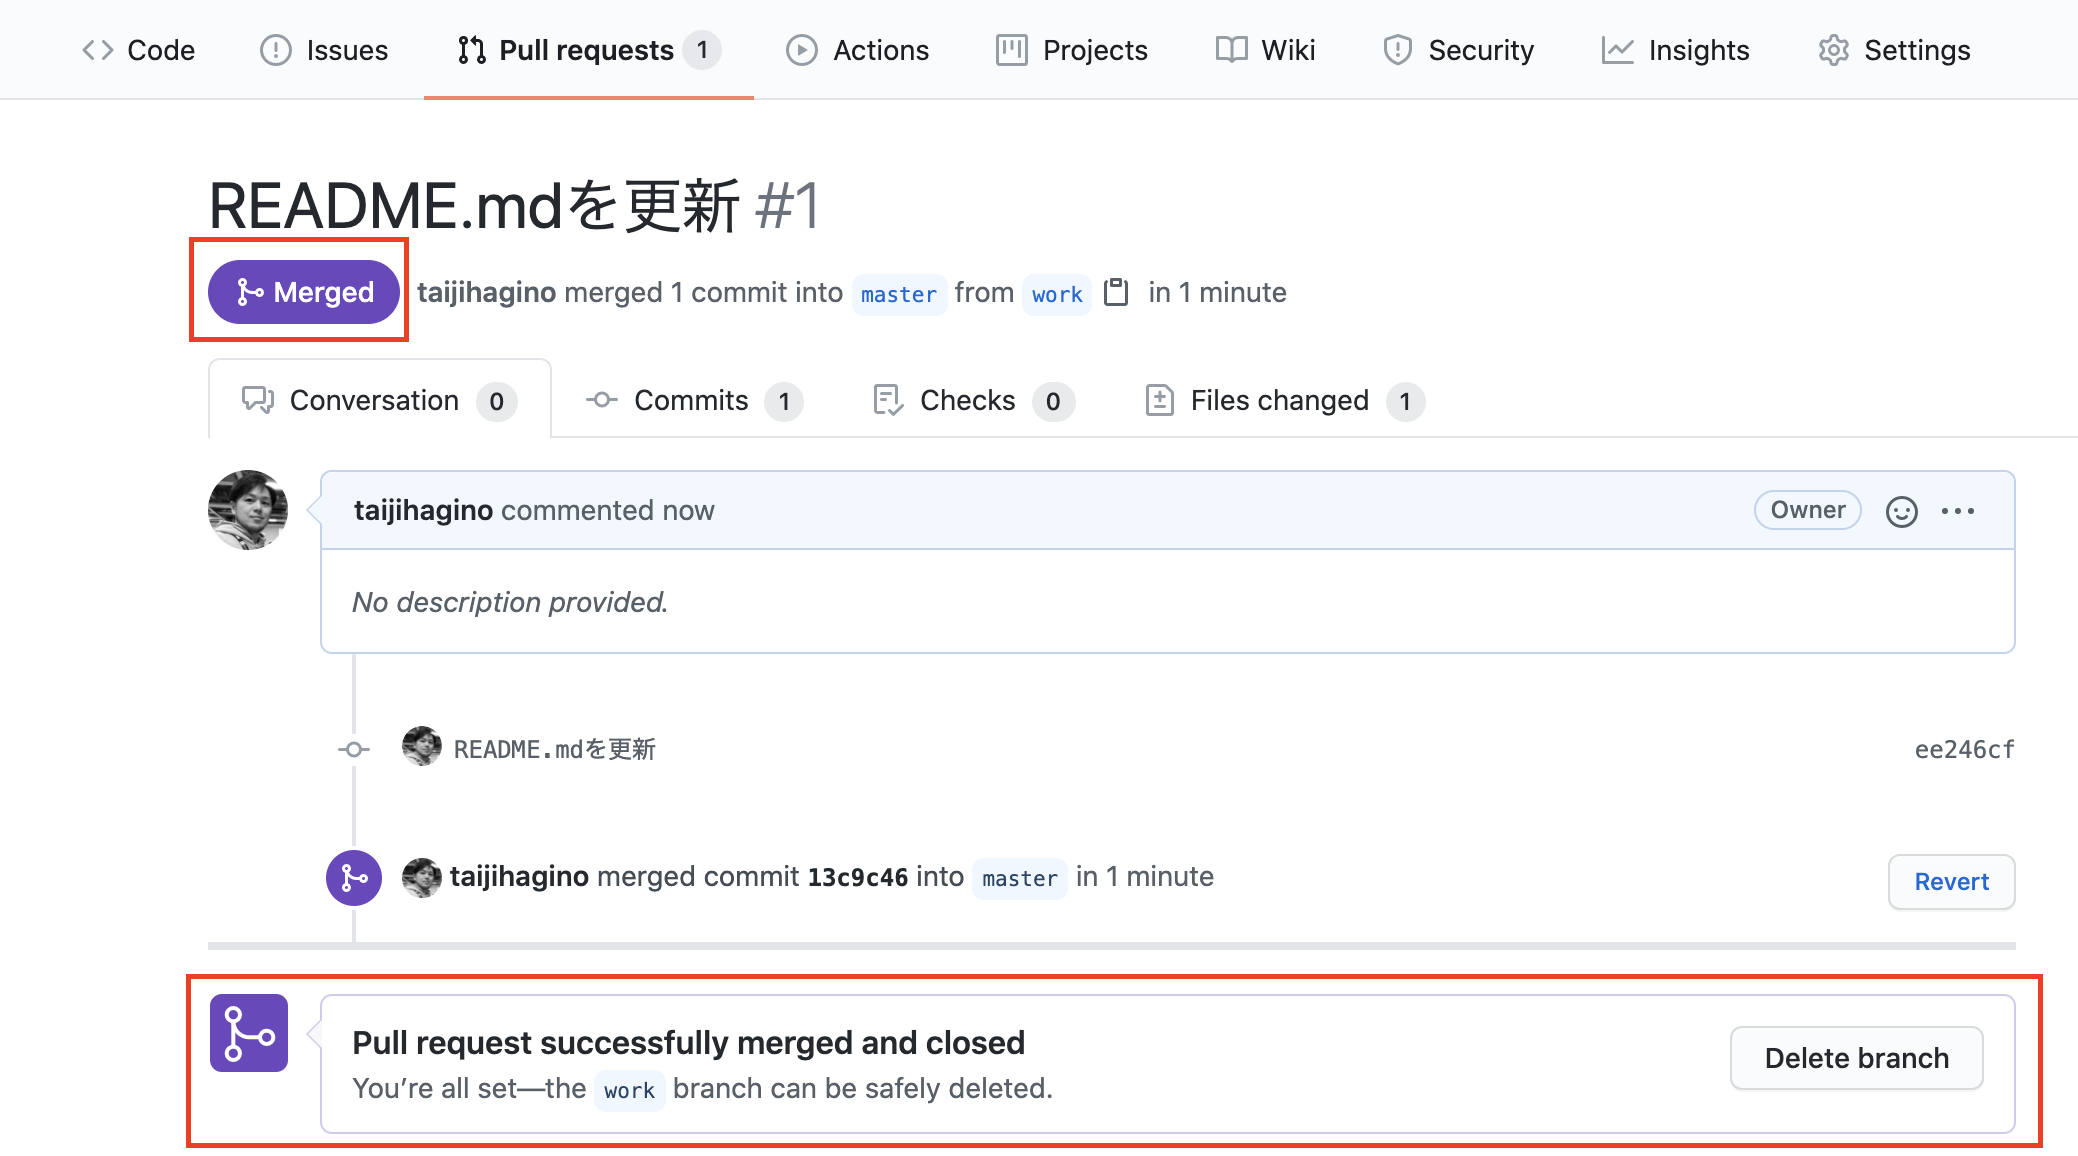 Code Issues Pull requests 1 Actions Projects Wiki Security Insights Settings
README.mdを更新 #1
Merged taijihagino merged 1 commit into master from work in 1 minute
Conversation 0 Commits 1 Checks 0 Files changed 1
taijihagino commented now Owner
No description provided.
README.mdを更新 ee246cf
taijihagino merged commit 13c9c46 into master in 1 minute Revert
Pull request successfully merged and closed
You’re all set—the work branch can be safely deleted.
Delete branch